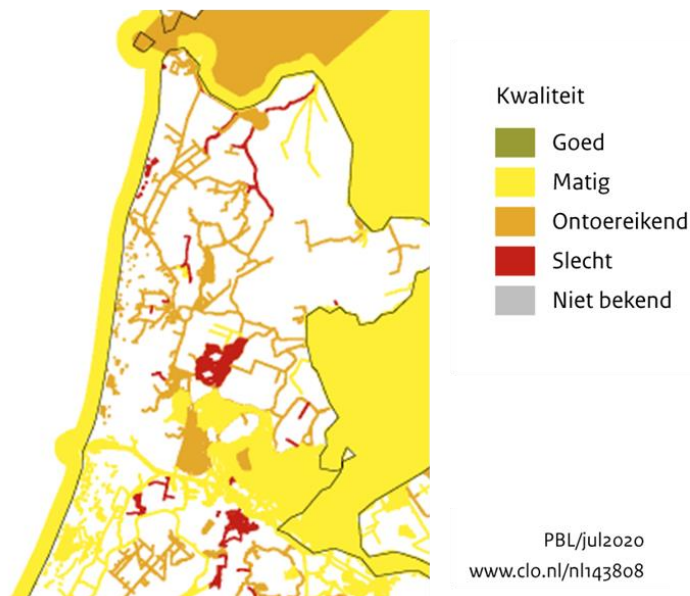 Kwaliteit
Goed
Matig
Ontoereikend
Slecht
Niet bekend
PBL/jul2020
www.clo.nl/nl143808